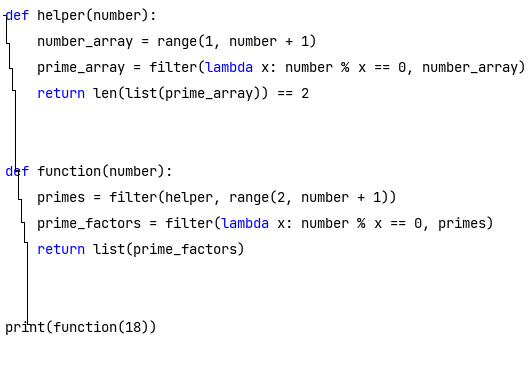 def helper(number):
    number_array = range(1, number + 1)
    prime_array = filter(lambda x: number % x == 0, number_array)
    return len(list(prime_array)) == 2
def function(number):
    primes = filter(helper, range(2, number + 1))
    prime_factors = filter(lambda x: number % x == 0, primes)
    return list(prime_factors)
print(function(18))